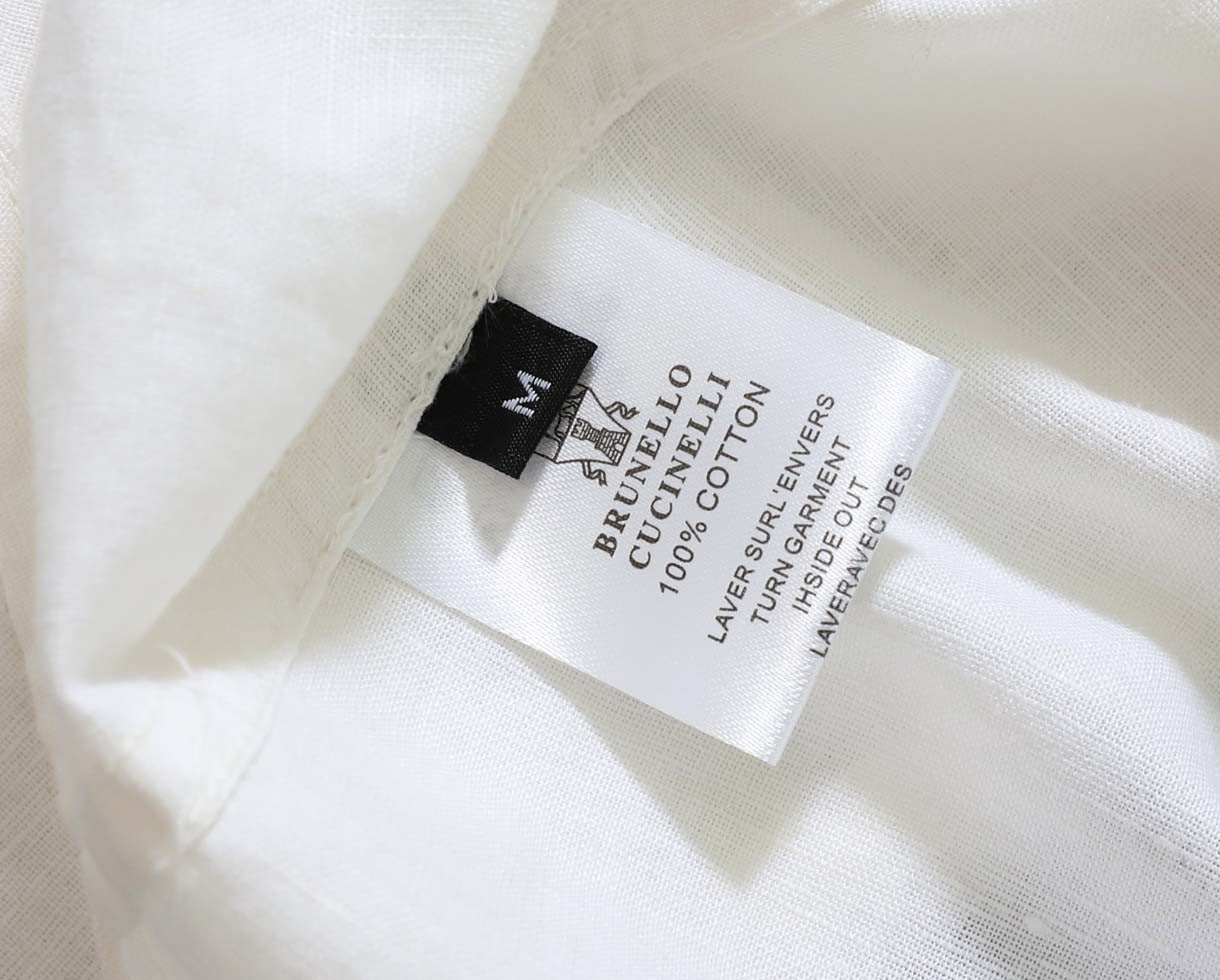 M
BRUNELLO
CUCINELLI
100% COTTON
LAVER SURL'ENVERS
TURN GARMENT
IHSIDE OUT
LAVERAVEC DES